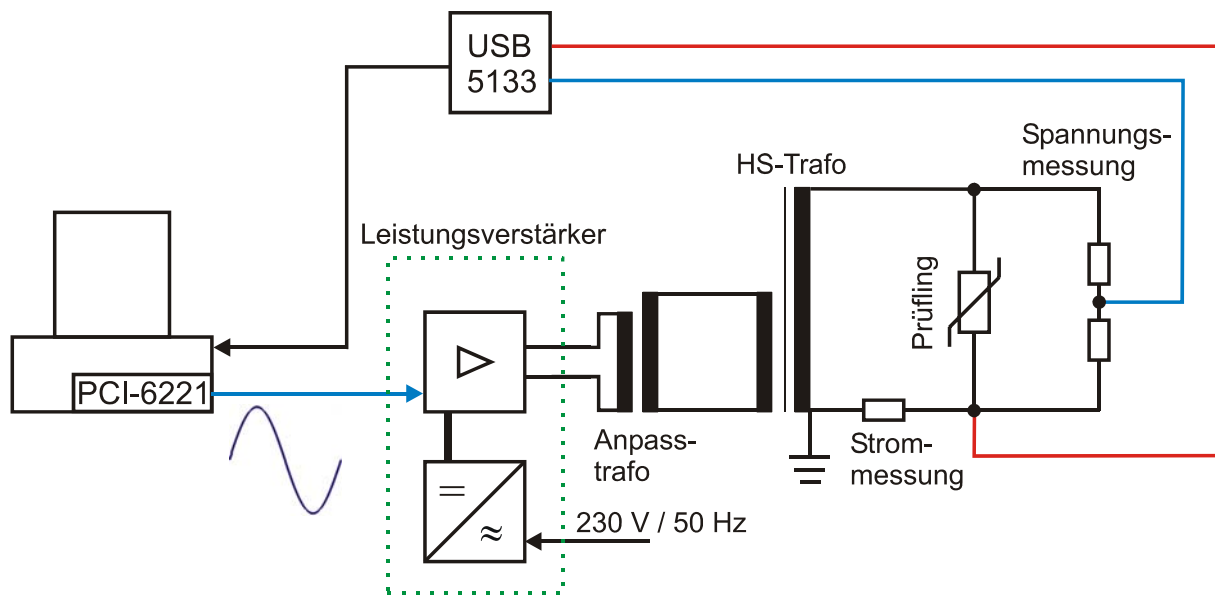 USB
5133
Spannungs-
messung
HS-Trafo
Leistungsverstärker
Prüfling
PCI-6221
Anpass-
trafo
Strom-
messung
=
≈
230 V / 50 Hz